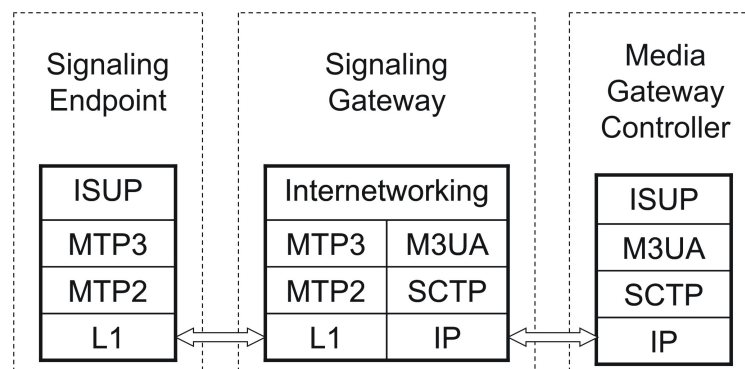 Signaling
Endpoint
ISUP
MTP3
MTP2
L1
Signaling
Gateway
Internetworking
MTP3 M3UA
MTP2 SCTP
L1 IP
Media
Gateway
Controller
ISUP
M3UA
SCTP
IP